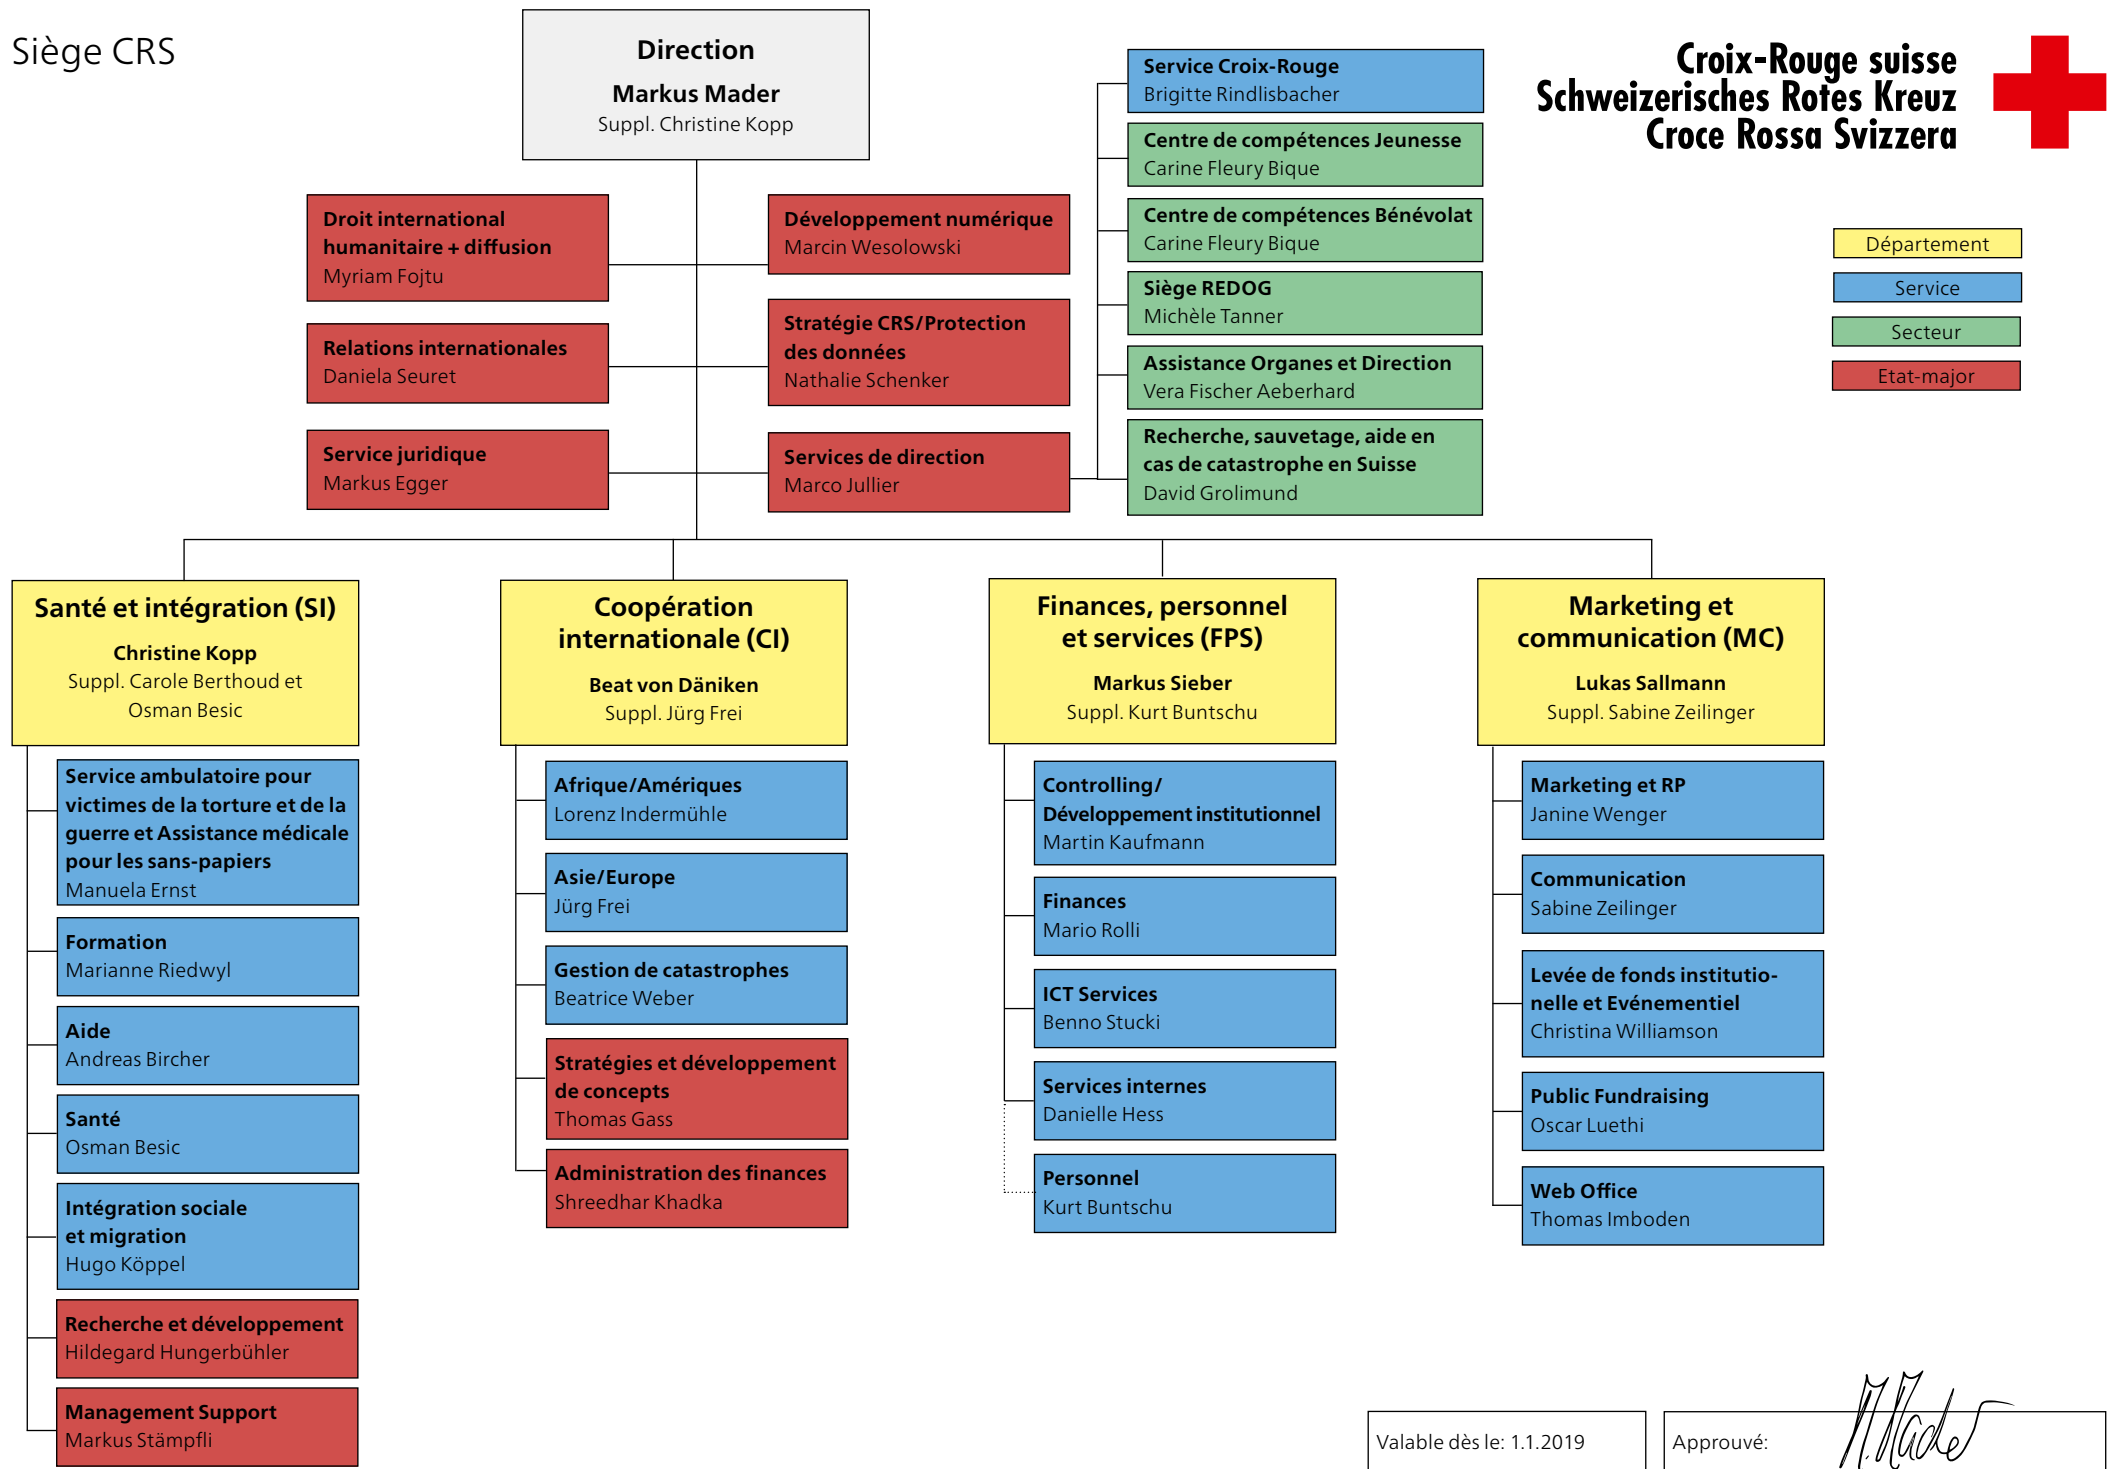 Siège CRS
Direction
Markus Mader
Suppl. Christine Kopp
Croix-Rouge suisse
Schweizerisches Rotes Kreuz
Croce Rossa Svizzera
Droit international
humanitaire + diffusion
Myriam Fojtu
Relations internationales
Daniela Seuret
Service juridique
Markus Egger
Développement numérique
Marcin Wesolowski
Stratégie CRS/Protection
des données
Nathalie Schenker
Services de direction
Marco Jullier
Service Croix-Rouge
Brigitte Rindlisbacher
Centre de compétences Jeunesse
Carine Fleury Bique
Centre de compétences Bénévolat
Carine Fleury Bique
Siège REDOG
Michèle Tanner
Assistance Organes et Direction
Vera Fischer Aeberhard
Recherche, sauvetage, aide en
cas de catastrophe en Suisse
David Grolimund
Département
Service
Secteur
Etat-major
Santé et intégration (SI)
Christine Kopp
Suppl. Carole Berthoud et
Osman Besic
Service ambulatoire pour
victimes de la torture et de la
guerre et Assistance médicale
pour les sans-papiers
Manuela Ernst
Formation
Marianne Riedwyl
Aide
Andreas Bircher
Santé
Osman Besic
Intégration sociale
et migration
Hugo Köppel
Recherche et développement
Hildegard Hungerbühler
Management Support
Markus Stämpfli
Coopération
internationale (CI)
Beat von Däniken
Suppl. Jürg Frei
Afrique/Amériques
Lorenz Indermühle
Asie/Europe
Jürg Frei
Gestion de catastrophes
Beatrice Weber
Stratégies et développement
de concepts
Thomas Gass
Administration des finances
Shreedhar Khadka
Finances, personnel
et services (FPS)
Markus Sieber
Suppl. Kurt Buntschu
Controlling/
Développement institutionnel
Martin Kaufmann
Finances
Mario Rolli
ICT Services
Benno Stucki
Services internes
Danielle Hess
Personnel
Kurt Buntschu
Marketing et
communication (MC)
Lukas Sallmann
Suppl. Sabine Zeilinger
Marketing et RP
Janine Wenger
Communication
Sabine Zeilinger
Levée de fonds institutio-
nelle et Evénementiel
Christina Williamson
Public Fundraising
Oscar Luethi
Web Office
Thomas Imboden
Valable dès le: 1.1.2019
Approuvé:
M. Mader